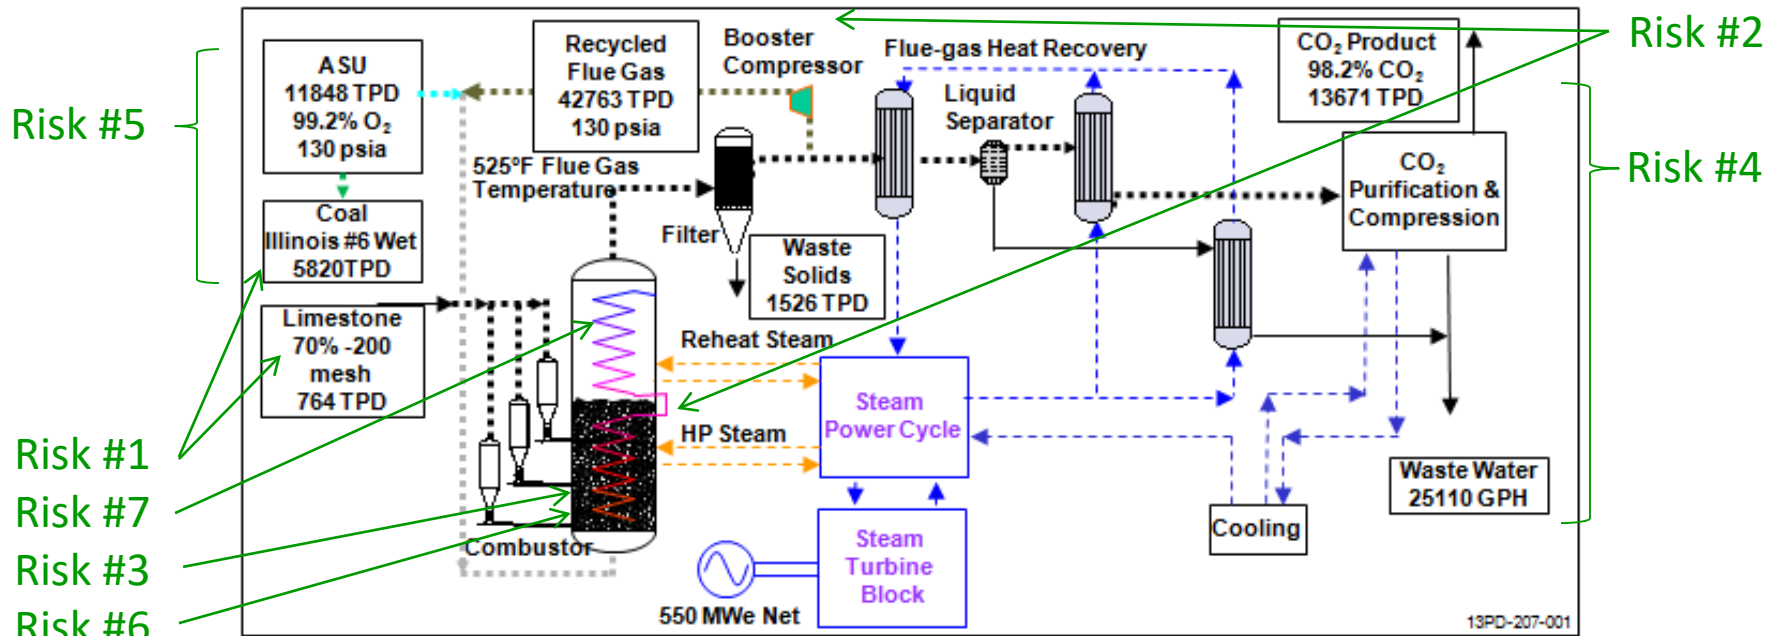 Risk #5
ASU
11848 TPD
99.2% O₂
130 psia
Recycled
Flue Gas
42763 TPD
130 psia
Booster
Compressor
Flue-gas Heat Recovery
CO₂ Product
98.2% CO₂
13671 TPD
Risk #2
Liquid
Separator
525ºF Flue Gas
Temperature
CO₂
Purification &
Compression
Risk #4
Coal
Illinois #6 Wet
5820TPD
Filter
Waste
Solids
1526 TPD
Limestone
70% -200
mesh
764 TPD
Reheat Steam
Steam
Power Cycle
HP Steam
Risk #1
Risk #7
Risk #3
Risk #6
Combustor
Steam
Turbine
Block
550 MWe Net
Cooling
Waste Water
25110 GPH
13PD-207-001